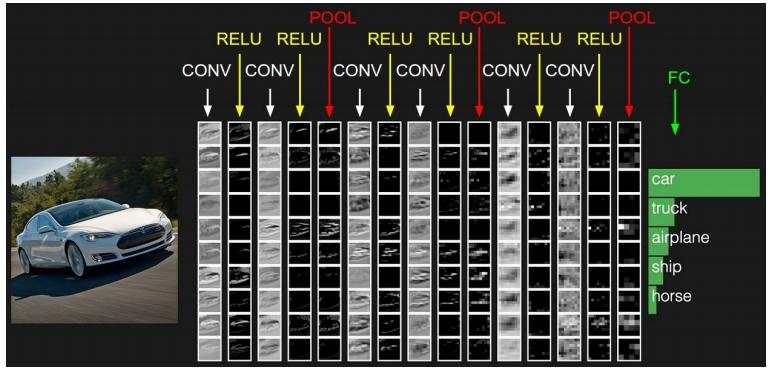 POOL POOL POOL
RELU RELU RELU RELU RELU RELU
CONV CONV CONV CONV CONV CONV FC
car
truck
airplane
ship
horse